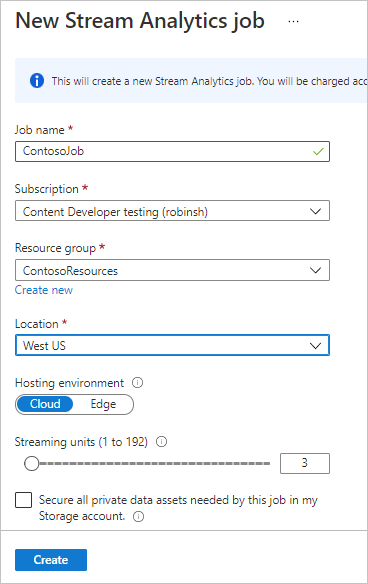 New Stream Analytics job ...
This will create a new Stream Analytics job. You will be charged acc
Job name *
ContosoJob
Subscription *
Content Developer testing (robinsh)
Resource group *
ContosoResources
Create new
Location *
West US
Hosting environment
Cloud Edge
Streaming units (1 to 192)
3
Secure all private data assets needed by this job in my
Storage account.
Create